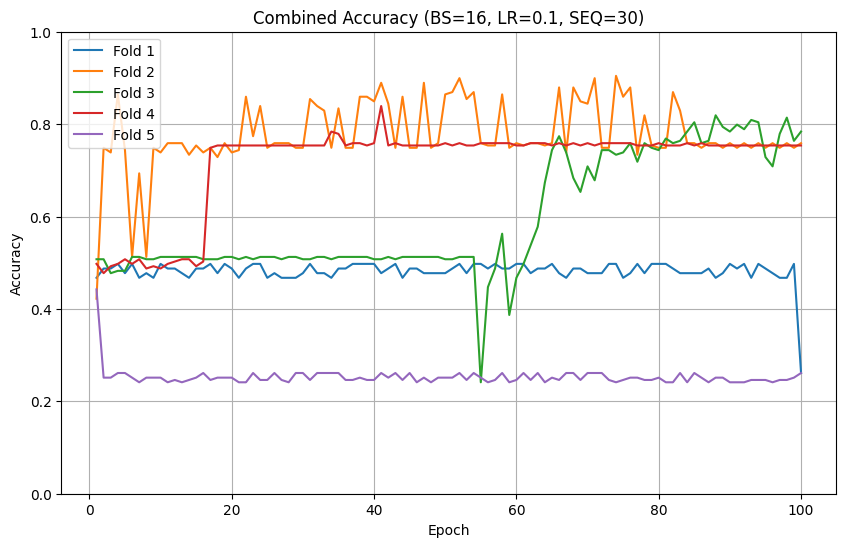 Combined Accuracy (BS=16, LR=0.1, SEQ=30)
Fold 1
Fold 2
Fold 3
Fold 4
Fold 5
Accuracy
1.0
0.8
0.6
0.4
0.2
0.0
0 20 40 60 80 100
Epoch